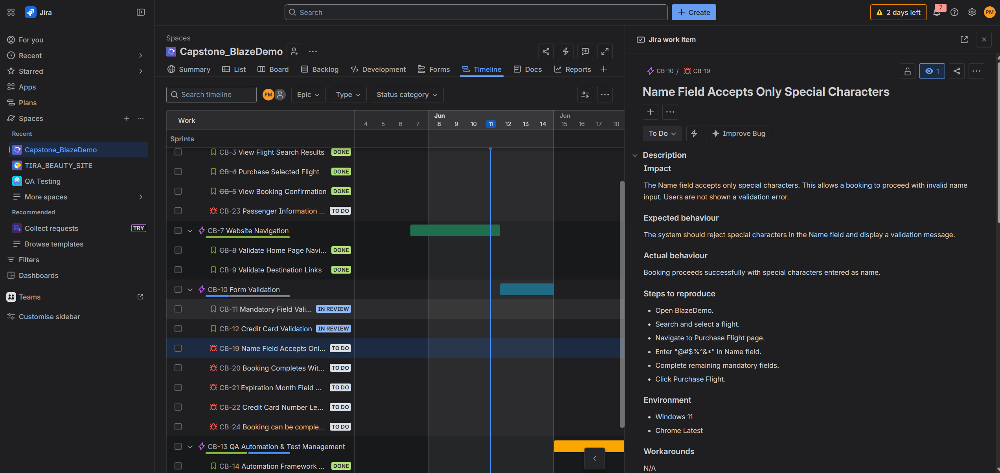 Jira
Search
Create
2 days left
7
PM
For you
Recent
Starred
Apps
Plans
Spaces
Recent
Capstone_BlazeDemo
TIRA_BEAUTY_SITE
QA Testing
More spaces
Recommended
Collect requests
TRY
Browse templates
Filters
Dashboards
Teams
Customise sidebar
Spaces
Capstone_BlazeDemo
Summary
List
Board
Backlog
Development
Forms
Timeline
Docs
Reports
Search timeline
PM
Epic
Type
Status category
Work
4 5 6 7
Jun
8 9 10 11 12 13 14
Jun
15 16 17 18
Sprints
CB-3 View Flight Search Results DONE
CB-4 Purchase Selected Flight DONE
CB-5 View Booking Confirmation DONE
CB-23 Passenger Information ... TO DO
CB-7 Website Navigation
CB-8 Validate Home Page Navi... DONE
CB-9 Validate Destination Links DONE
CB-10 Form Validation
CB-11 Mandatory Field Vali... IN REVIEW
CB-12 Credit Card Validation IN REVIEW
CB-19 Name Field Accepts Onl... TO DO
CB-20 Booking Completes Wit... TO DO
CB-21 Expiration Month Field ... TO DO
CB-22 Credit Card Number Le... TO DO
CB-24 Booking can be comple... TO DO
CB-13 QA Automation & Test Management
CB-14 Automation Framework ... DONE
Jira work item
CB-10 / CB-19
1
Name Field Accepts Only Special Characters
To Do
Improve Bug
Description
Impact
The Name field accepts only special characters. This allows a booking to proceed with invalid name
input. Users are not shown a validation error.
Expected behaviour
The system should reject special characters in the Name field and display a validation message.
Actual behaviour
Booking proceeds successfully with special characters entered as name.
Steps to reproduce
• Open BlazeDemo.
• Search and select a flight.
• Navigate to Purchase Flight page.
• Enter "@#$%^&*" in Name field.
• Complete remaining mandatory fields.
• Click Purchase Flight.
Environment
• Windows 11
• Chrome Latest
Workarounds
N/A